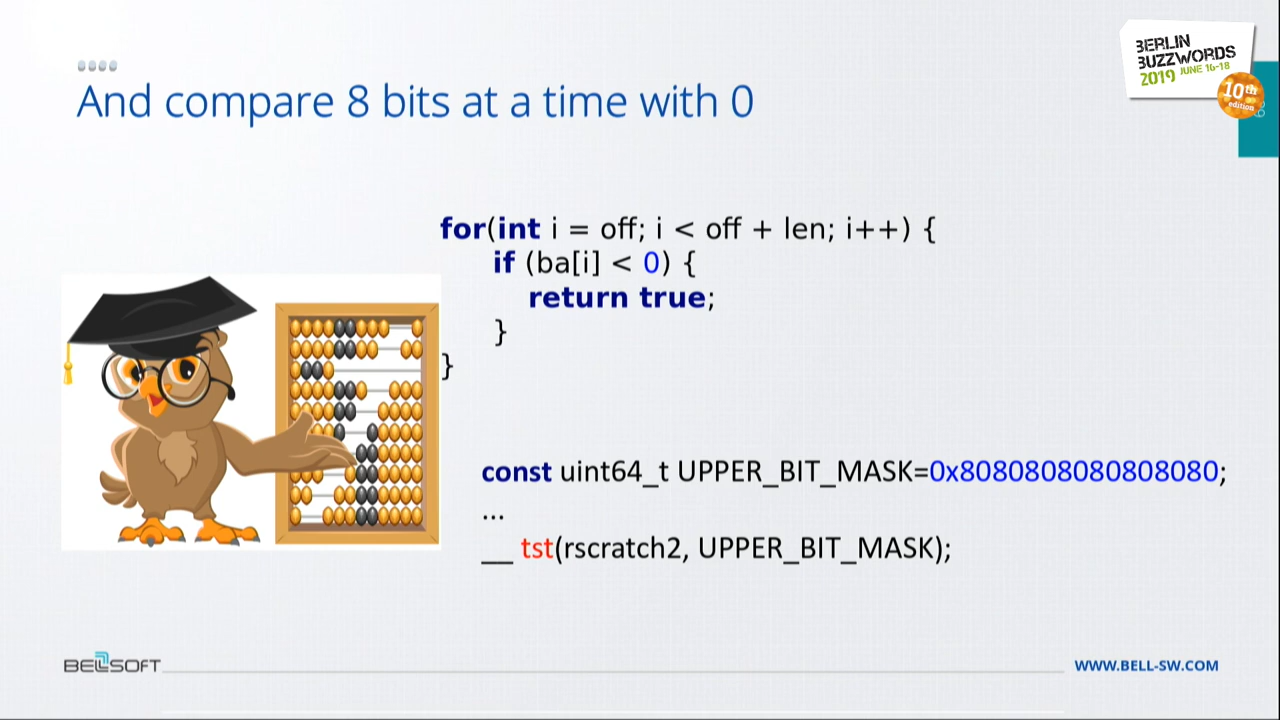 BERLIN
BUZZWORDS
2019 JUNE 16-18
10th
edition
And compare 8 bits at a time with 0
for(int i = off; i < off + len; i++) {
if (ba[i] < 0) {
return true;
}
}
const uint64_t UPPER_BIT_MASK=0x8080808080808080;
...
__ tst(rscratch2, UPPER_BIT_MASK);
BELLSOFT
WWW.BELL-SW.COM